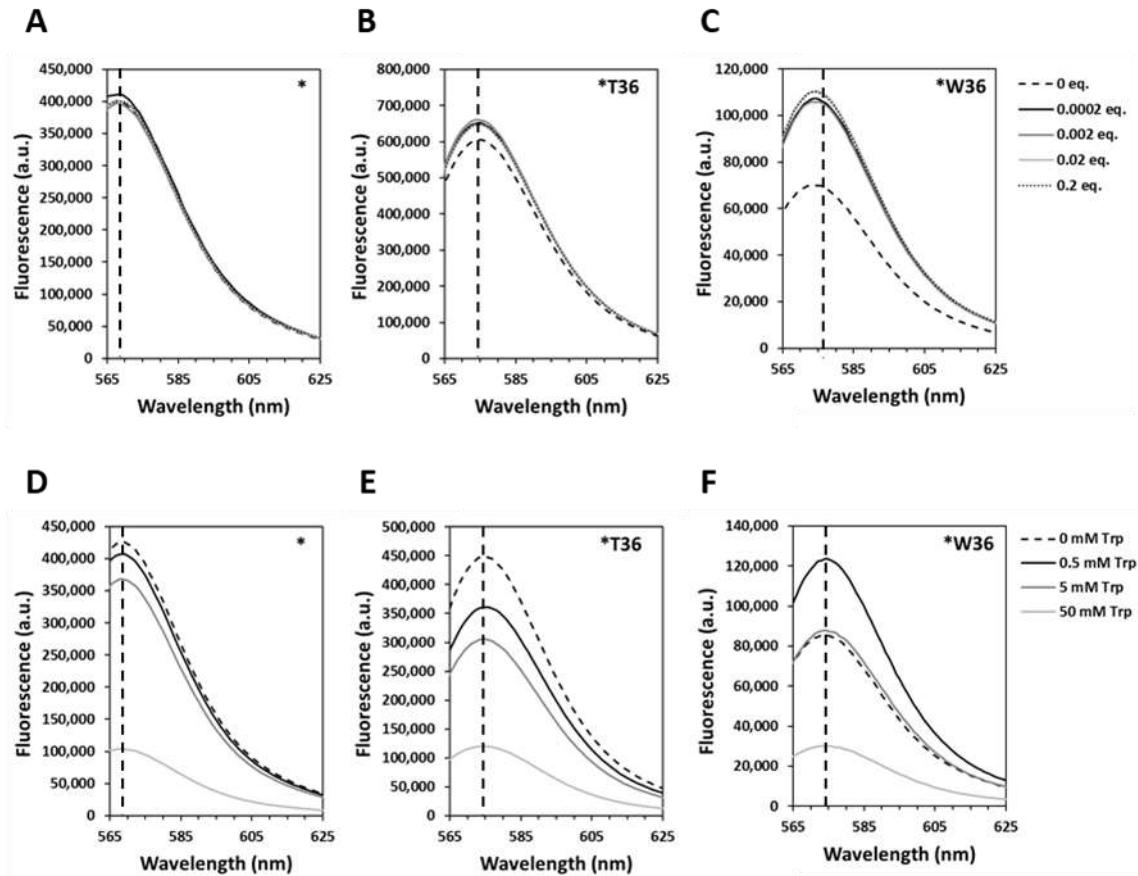 A
B
C
Fluorescence (a.u.)
450,000
400,000
350,000
300,000
250,000
200,000
150,000
100,000
50,000
0
565
585
605
625
Wavelength (nm)
*
Fluorescence (a.u.)
800,000
700,000
600,000
500,000
400,000
300,000
200,000
100,000
0
565
585
605
625
Wavelength (nm)
*T36
Fluorescence (a.u.)
120,000
100,000
80,000
60,000
40,000
20,000
0
565
585
605
625
Wavelength (nm)
*W36
0 eq.
0.0002 eq.
0.002 eq.
0.02 eq.
0.2 eq.
D
E
F
Fluorescence (a.u.)
450,000
400,000
350,000
300,000
250,000
200,000
150,000
100,000
50,000
0
565
585
605
625
Wavelength (nm)
*
Fluorescence (a.u.)
500,000
450,000
400,000
350,000
300,000
250,000
200,000
150,000
100,000
50,000
0
565
585
605
625
Wavelength (nm)
*T36
Fluorescence (a.u.)
140,000
120,000
100,000
80,000
60,000
40,000
20,000
0
565
585
605
625
Wavelength (nm)
*W36
0 mM Trp
0.5 mM Trp
5 mM Trp
50 mM Trp